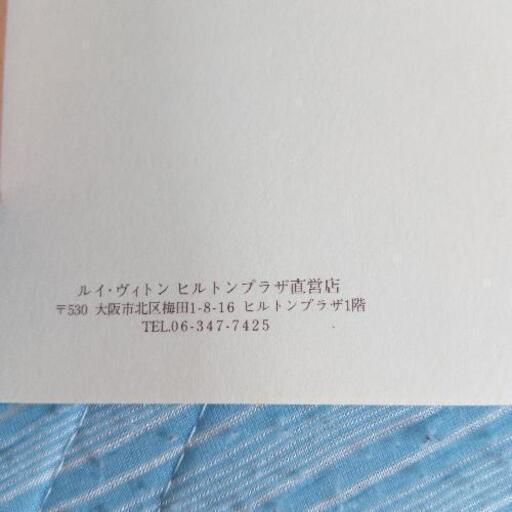 ルイ・ヴィトン ヒルトンプラザ直営店
〒530 大阪市北区梅田1-8-16 ヒルトンプラザ1階
TEL.06-347-7425